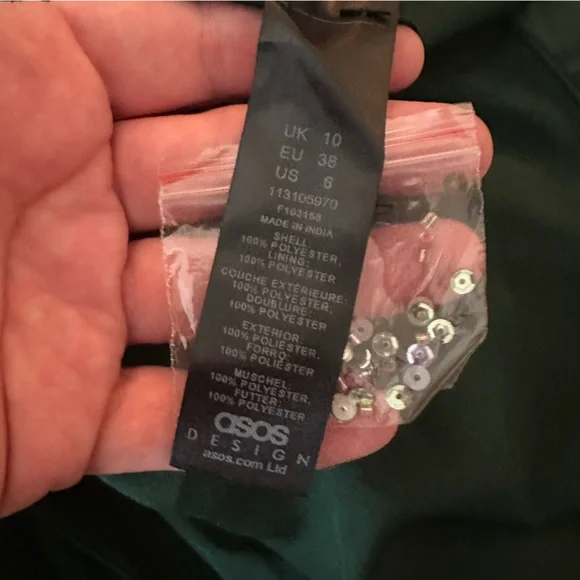 UK 10
EU 38
US 6
113105970
F103158
MADE IN INDIA
SHELL:
100% POLYESTER,
LINING:
100% POLYESTER
COUCHE EXTÉRIEURE:
100% POLYESTER,
DOUBLURE:
100% POLYESTER
EXTERIOR:
100% POLIÉSTER,
FORRO:
100% POLIÉSTER
MUSCHEL:
100% POLYESTER,
FUTTER:
100% POLYESTER
asos
DESIGN
asos.com Ltd